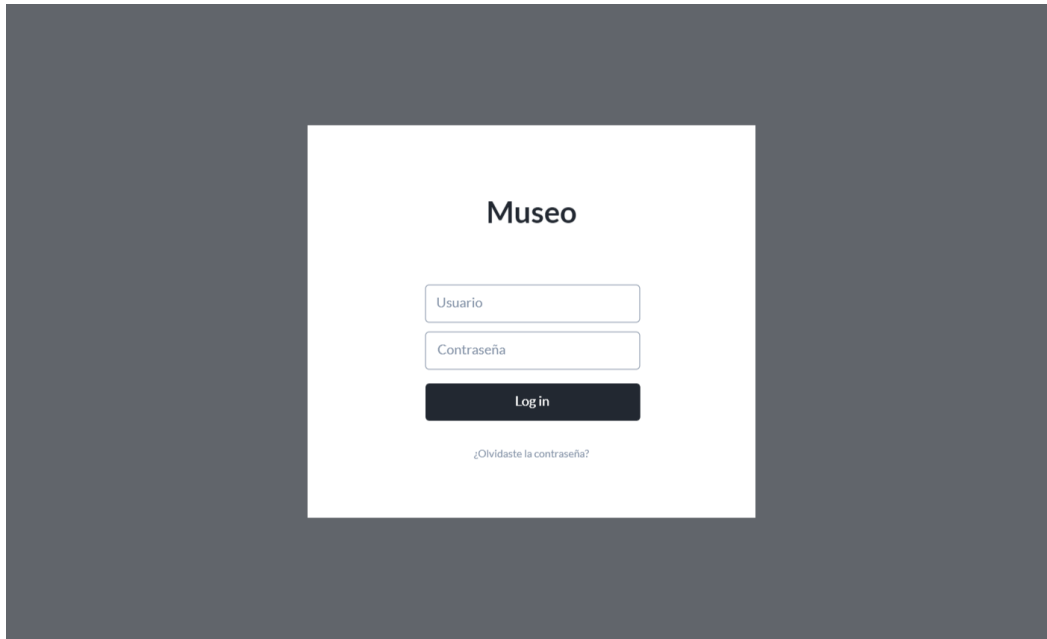 Museo
Usuario
Contraseña
Log in
¿Olvidaste la contraseña?